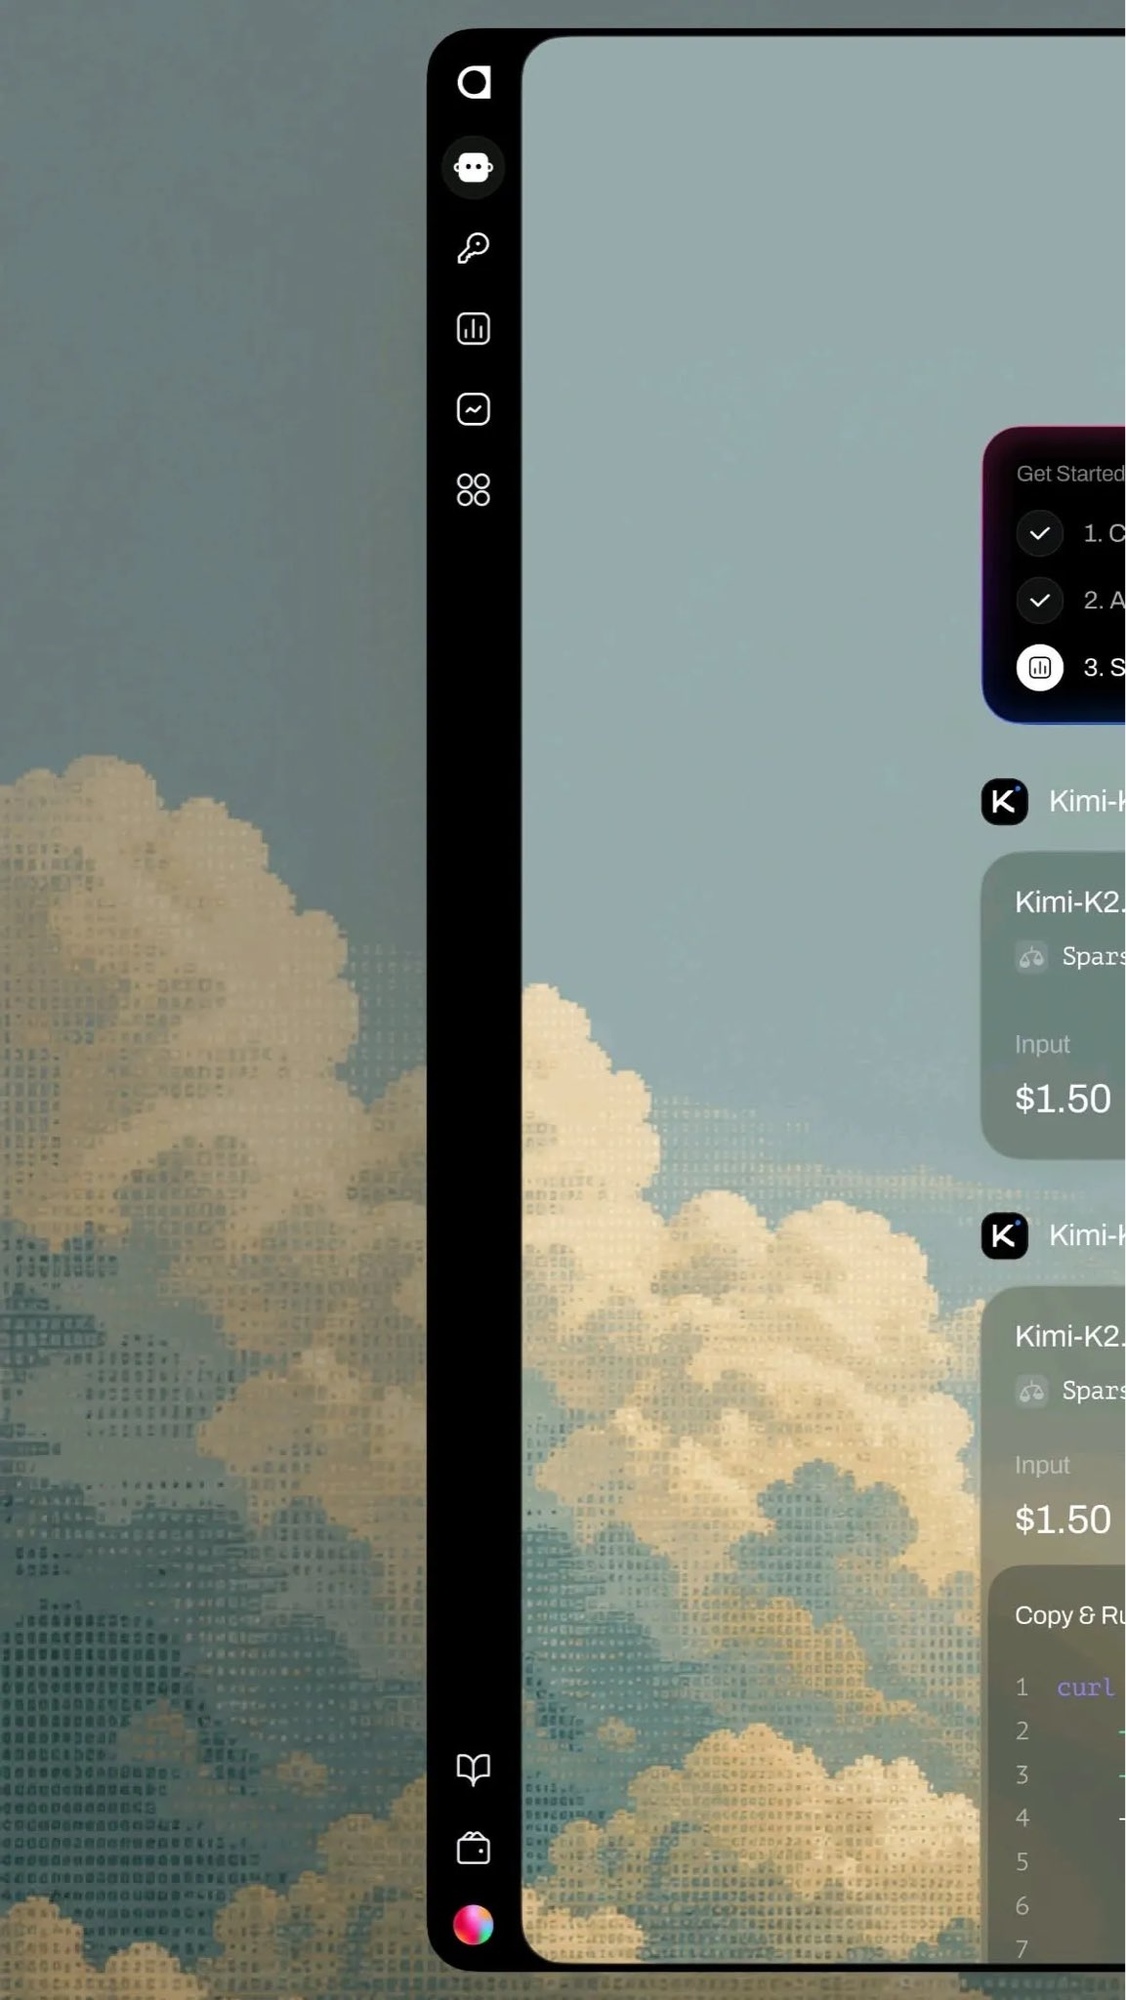 Get Started
1. C
2. A
3. S
Kimi-K
Kimi-K2.
Spars
Input
$1.50
Kimi-K
Kimi-K2.
Spars
Input
$1.50
Copy & Ru
1 curl
2 -
3 -
4 -
5
6
7